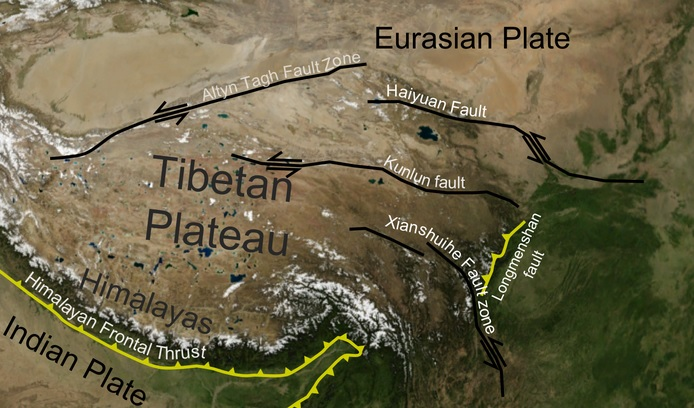 Eurasian Plate
Altyn Tagh Fault Zone
Haiyuan Fault
Kunlun fault
Tibetan
Plateau
Xianshuihe Fault zone
Longmenshan
fault
Himalayas
Himalayan Frontal Thrust
Indian Plate